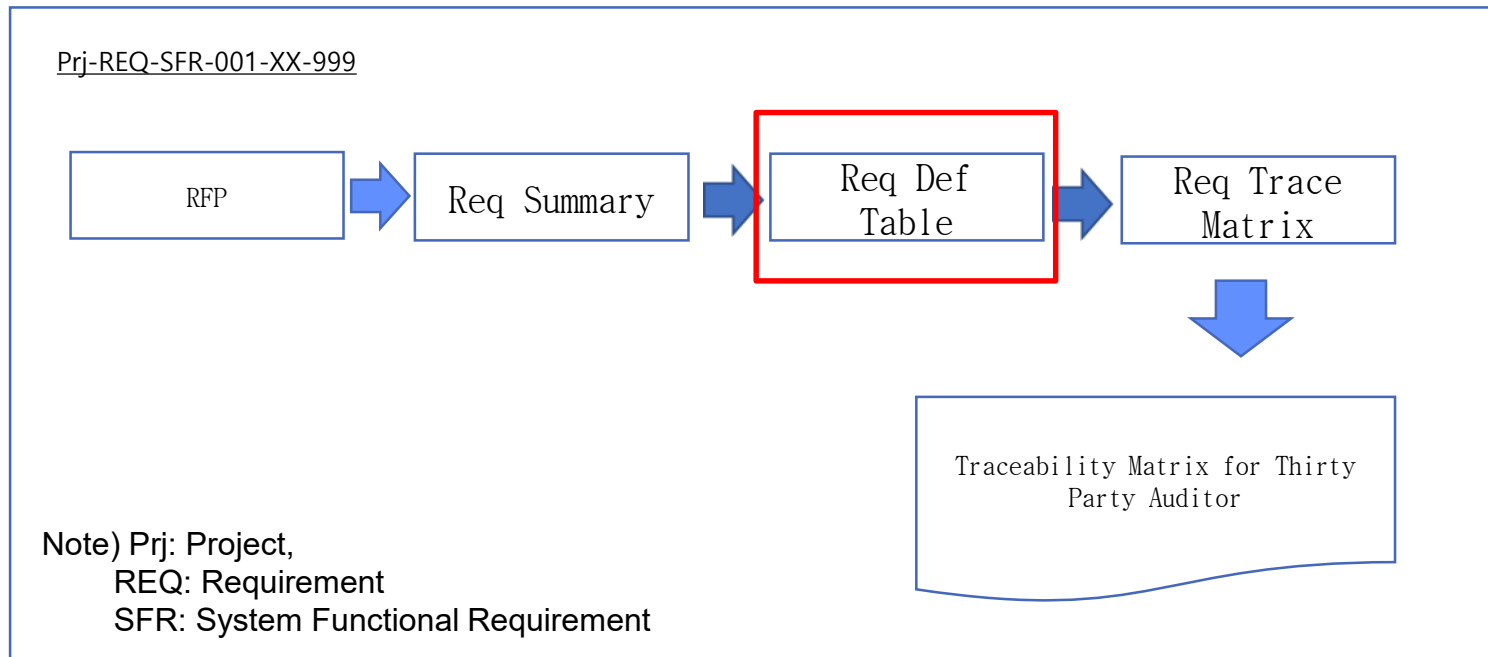 Prj-REQ-SFR-001-XX-999
RFP
Req Summary
Req Def
Table
Req Trace
Matrix
Traceability Matrix for Thirty
Party Auditor
Note) Prj: Project,
REQ: Requirement
SFR: System Functional Requirement